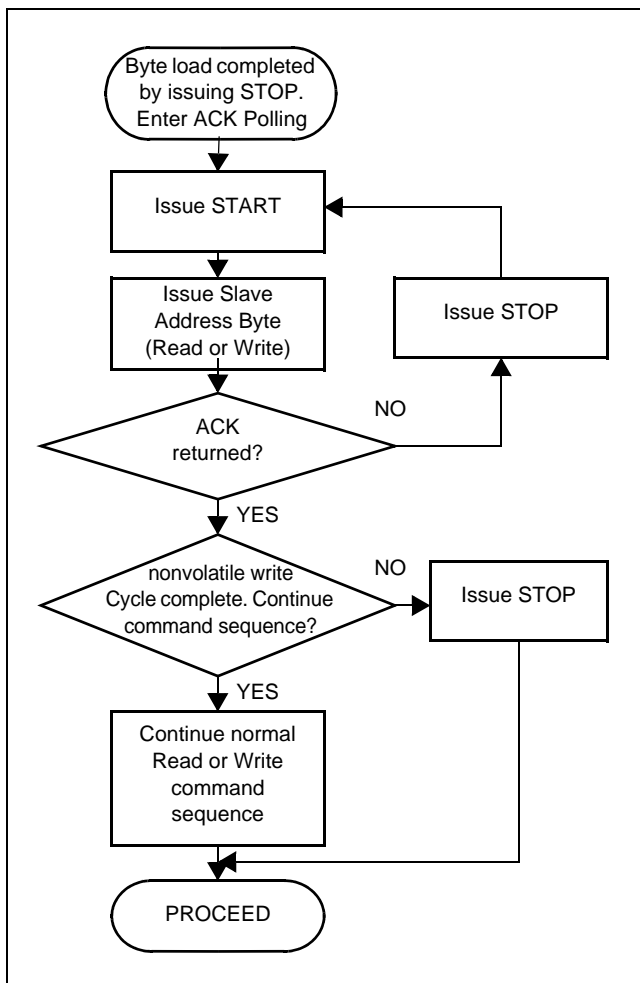 Byte load completed
by issuing STOP.
Enter ACK Polling
Issue START
Issue Slave
Address Byte
(Read or Write)
Issue STOP
ACK
returned?
NO
YES
nonvolatile write
Cycle complete. Continue
command sequence?
NO
Issue STOP
YES
Continue normal
Read or Write
command
sequence
PROCEED